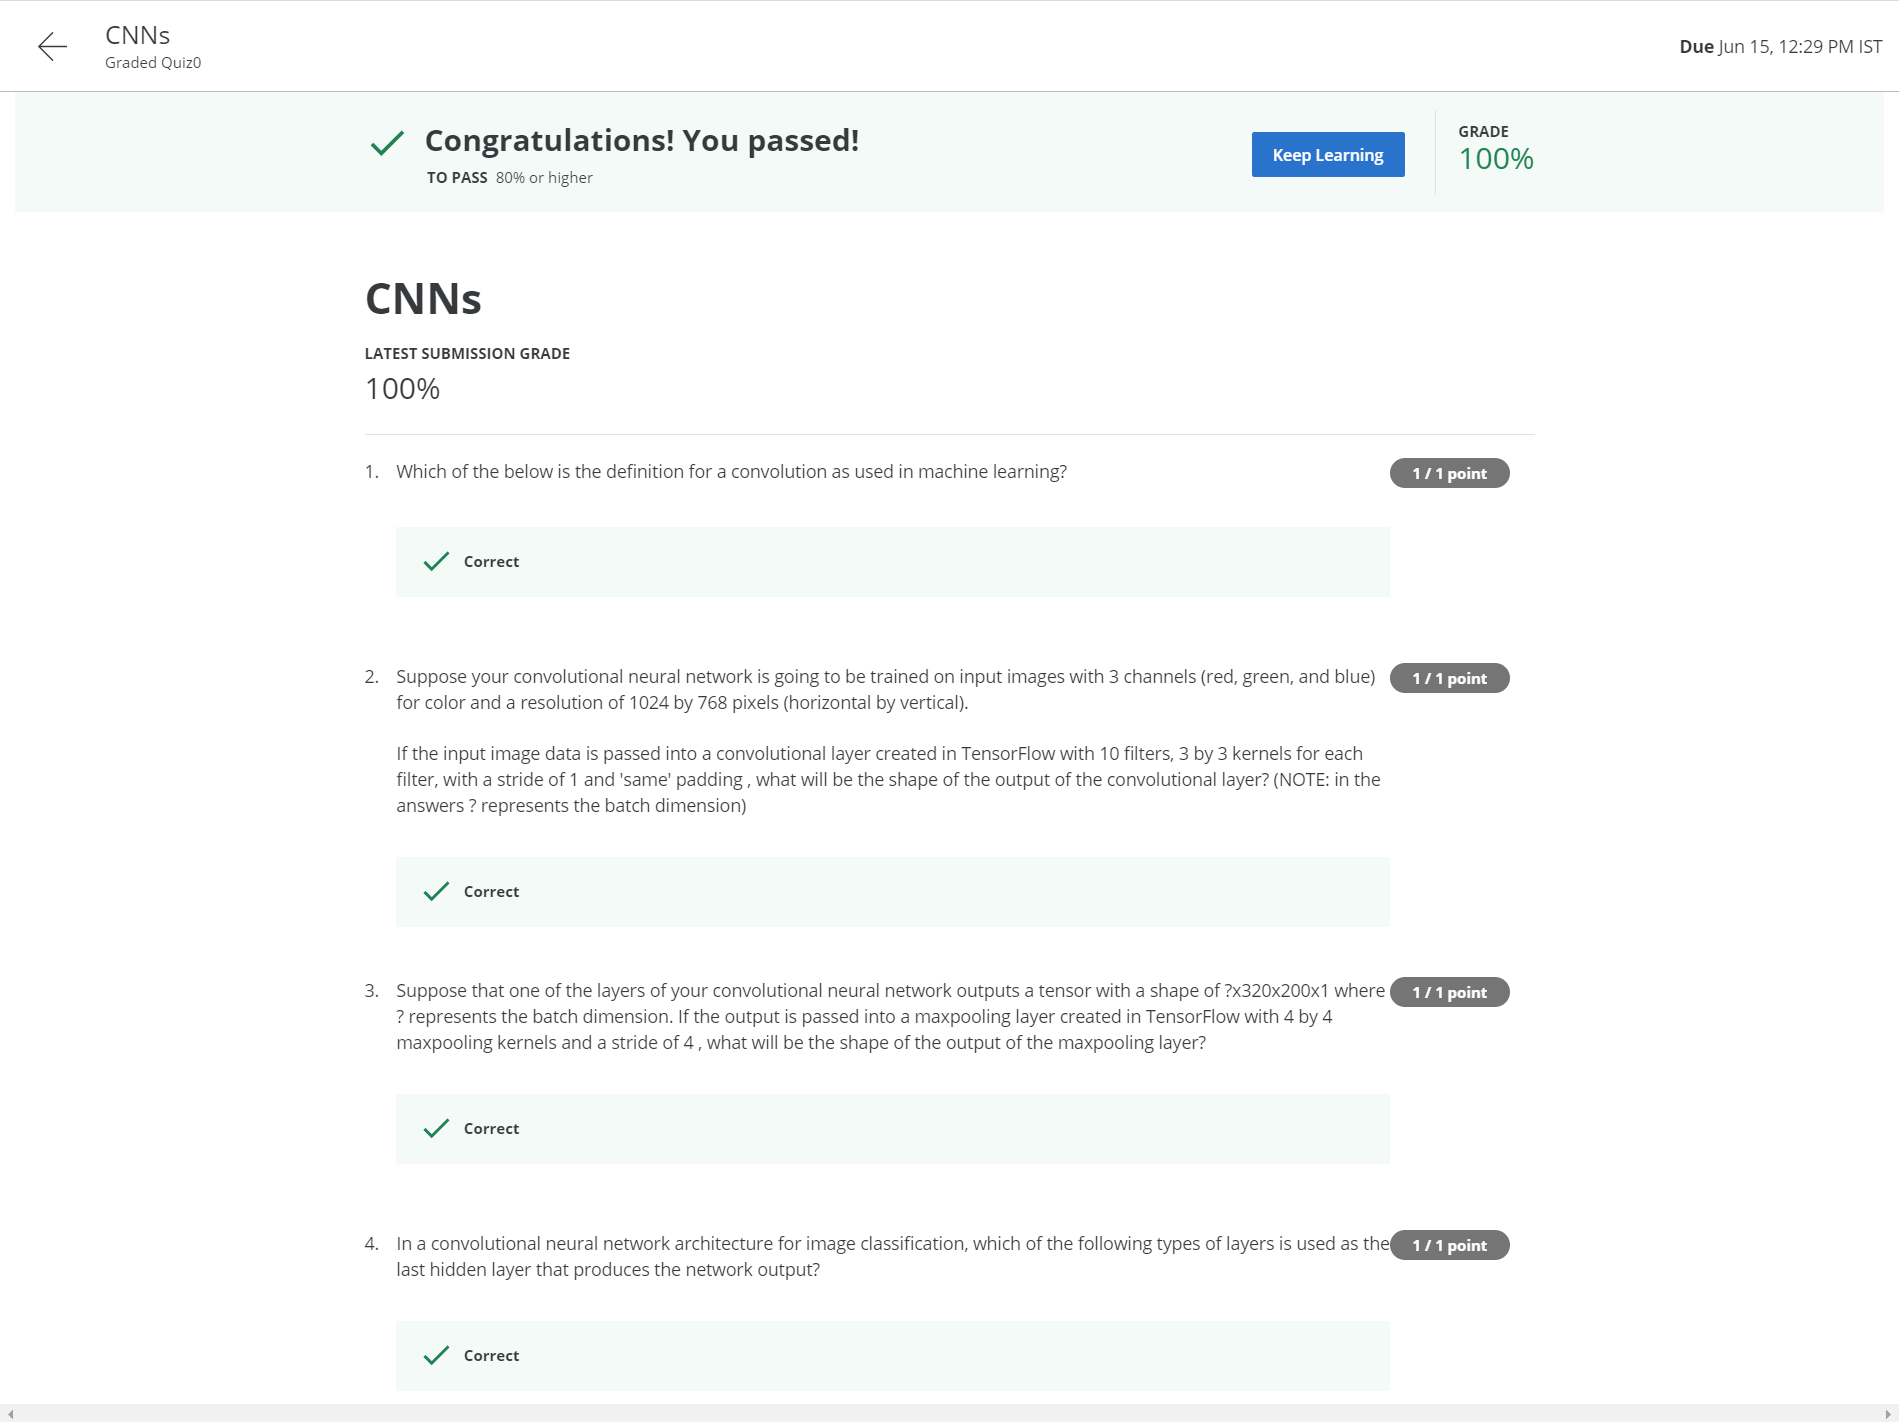 CNNs
Graded Quiz0
Due Jun 15, 12:29 PM IST
Congratulations! You passed!
TO PASS 80% or higher
Keep Learning
GRADE
100%
CNNs
LATEST SUBMISSION GRADE
100%
1. Which of the below is the definition for a convolution as used in machine learning?
1 / 1 point
Correct
2. Suppose your convolutional neural network is going to be trained on input images with 3 channels (red, green, and blue)
for color and a resolution of 1024 by 768 pixels (horizontal by vertical).
1 / 1 point
If the input image data is passed into a convolutional layer created in TensorFlow with 10 filters, 3 by 3 kernels for each
filter, with a stride of 1 and 'same' padding , what will be the shape of the output of the convolutional layer? (NOTE: in the
answers ? represents the batch dimension)
Correct
3. Suppose that one of the layers of your convolutional neural network outputs a tensor with a shape of ?x320x200x1 where
? represents the batch dimension. If the output is passed into a maxpooling layer created in TensorFlow with 4 by 4
maxpooling kernels and a stride of 4 , what will be the shape of the output of the maxpooling layer?
1 / 1 point
Correct
4. In a convolutional neural network architecture for image classification, which of the following types of layers is used as the
last hidden layer that produces the network output?
1 / 1 point
Correct